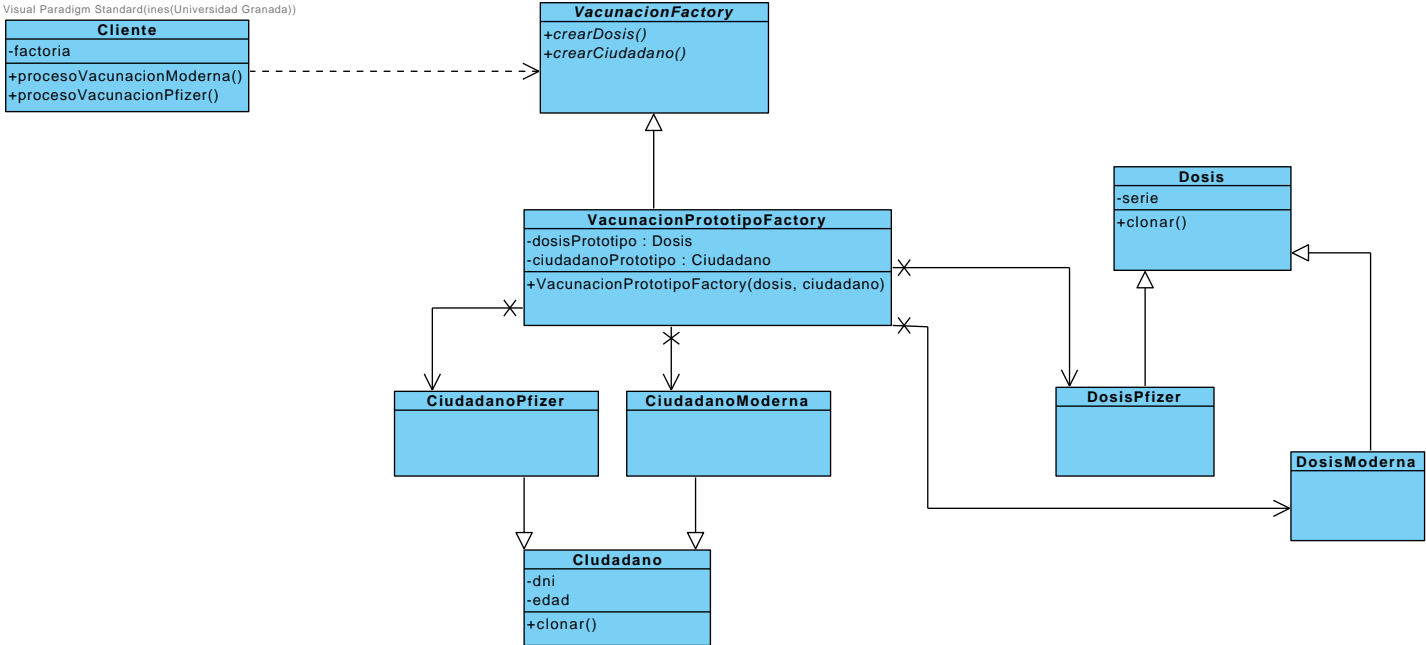 Visual Paradigm Standard(ines(Universidad Granada))
Cliente
-factoria
+procesoVacunacionModerna()
+procesoVacunacionPfizer()
VacunacionFactory
+crearDosis()
+crearCiudadano()
Dosis
-serie
+clonar()
VacunacionPrototipoFactory
-dosisPrototipo : Dosis
-ciudadanoPrototipo : Ciudadano
+VacunacionPrototipoFactory(dosis, ciudadano)
CiudadanoPfizer
CiudadanoModerna
DosisPfizer
DosisModerna
CIudadano
-dni
-edad
+clonar()